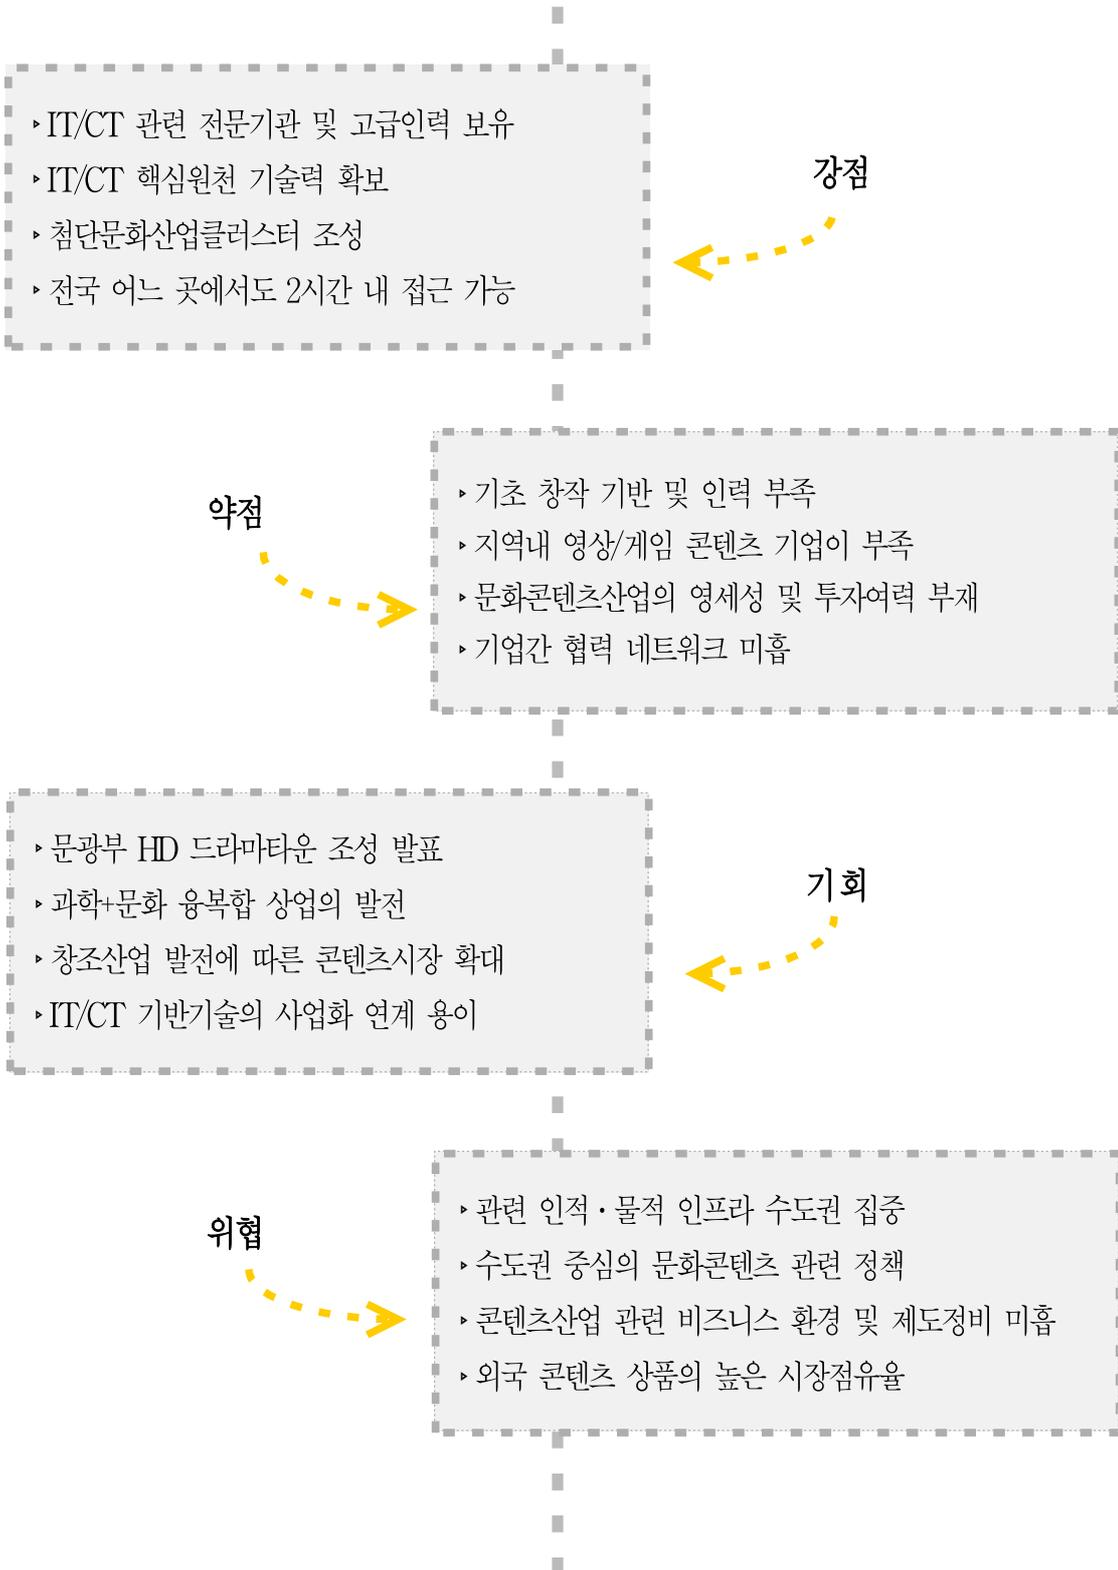 ▹IT/CT 관련 전문기관 및 고급인력 보유
▹IT/CT 핵심원천 기술력 확보
▹첨단문화산업클러스터 조성
▹전국 어느 곳에서도 2시간 내 접근 가능
강점
약점
▹기초 창작 기반 및 인력 부족
▹지역내 영상/게임 콘텐츠 기업이 부족
▹문화콘텐츠산업의 영세성 및 투자여력 부재
▹기업간 협력 네트워크 미흡
▹문광부 HD 드라마타운 조성 발표
▹과학+문화 융복합 상업의 발전
▹창조산업 발전에 따른 콘텐츠시장 확대
▹IT/CT 기반기술의 사업화 연계 용이
기회
위협
▹관련 인적·물적 인프라 수도권 집중
▹수도권 중심의 문화콘텐츠 관련 정책
▹콘텐츠산업 관련 비즈니스 환경 및 제도정비 미흡
▹외국 콘텐츠 상품의 높은 시장점유율